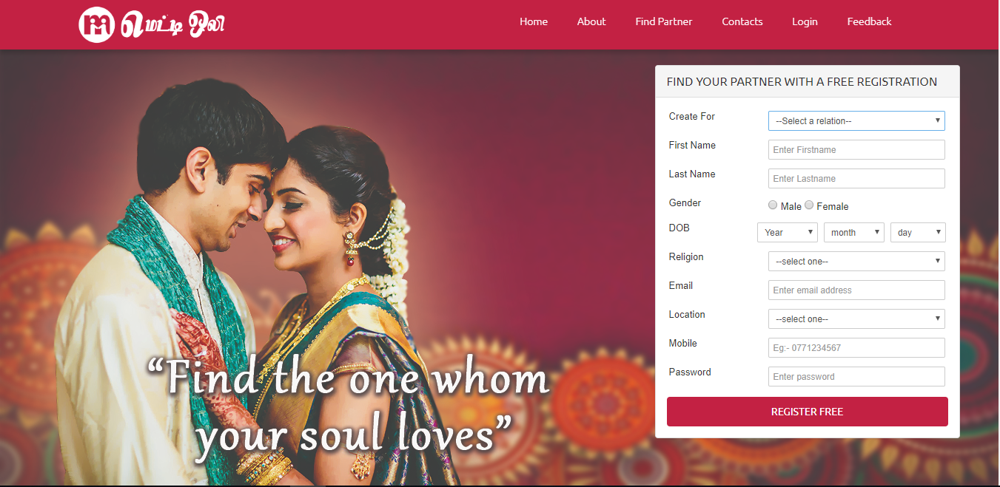 மெட்டி ஒலி
Home About Find Partner Contacts Login Feedback
FIND YOUR PARTNER WITH A FREE REGISTRATION
Create For --Select a relation--
First Name Enter Firstname
Last Name Enter Lastname
Gender Male Female
DOB Year month day
Religion --select one--
Email Enter email address
Location --select one--
Mobile Eg:- 0771234567
Password Enter password
REGISTER FREE
“Find the one whom
your soul loves”